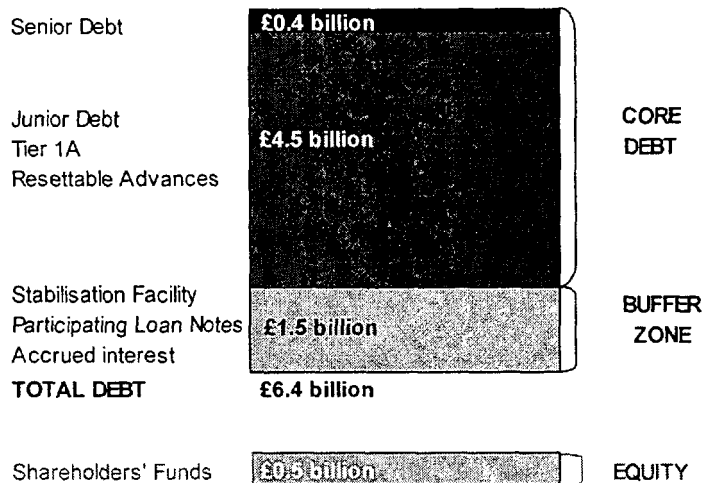 Senior Debt £0.4 billion
Junior Debt
Tier 1A
Resettable Advances
£4.5 billion
CORE
DEBT
Stabilisation Facility
Participating Loan Notes
Accrued interest
£1.5 billion
BUFFER
ZONE
TOTAL DEBT £6.4 billion
Shareholders' Funds £0.5 billion EQUITY